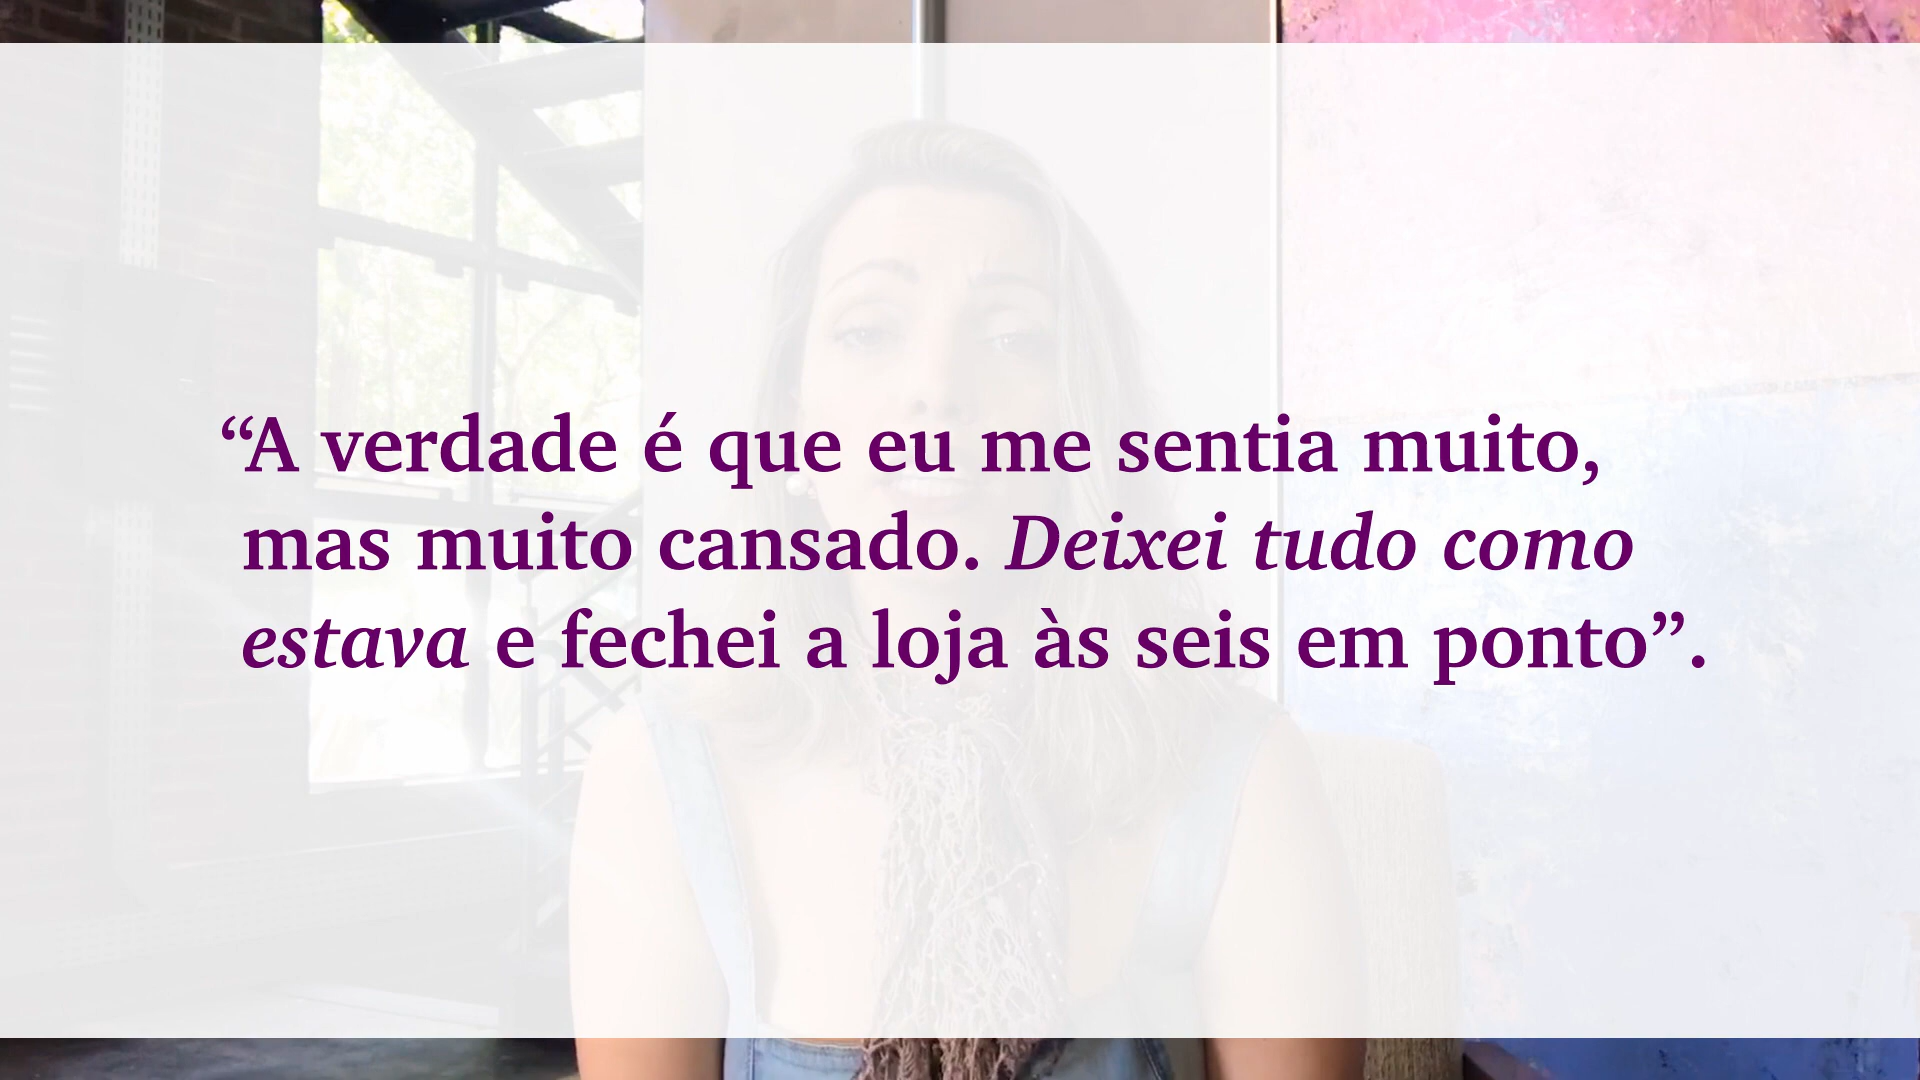 “A verdade é que eu me sentia muito,
mas muito cansado. Deixei tudo como
estava e fechei a loja às seis em ponto”.